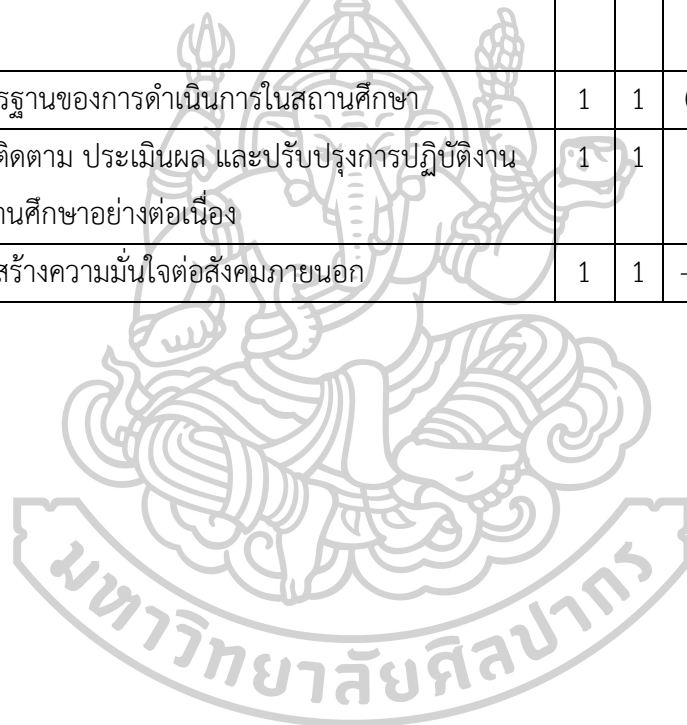 รฐานของการดำเนินการในสถานศึกษา 1 1
ติดตาม ประเมินผล และปรับปรุงการปฏิบัติงาน 1 1
านศึกษาอย่างต่อเนื่อง
สร้างความมั่นใจต่อสังคมภายนอก 1 1 -
มหาวิทยาลัยศิลปากร